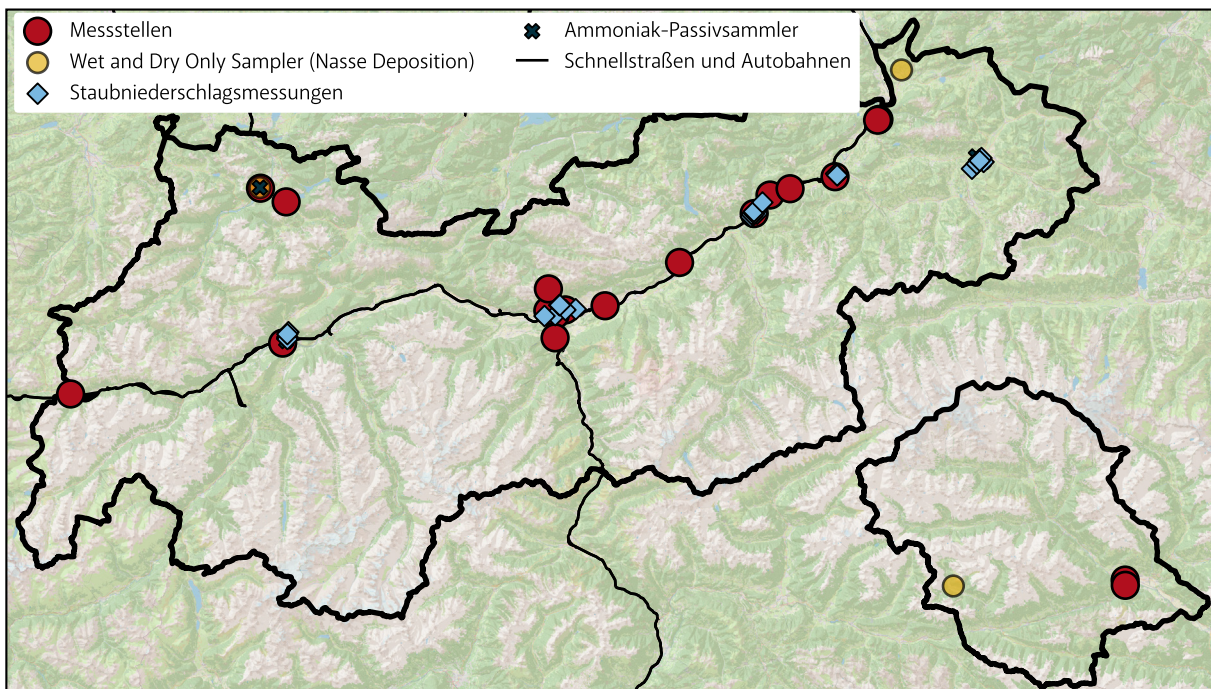 Messstellen
Wet and Dry Only Sampler (Nasse Deposition)
Staubniederschlagsmessungen
Ammoniak-Passivsammler
Schnellstraßen und Autobahnen